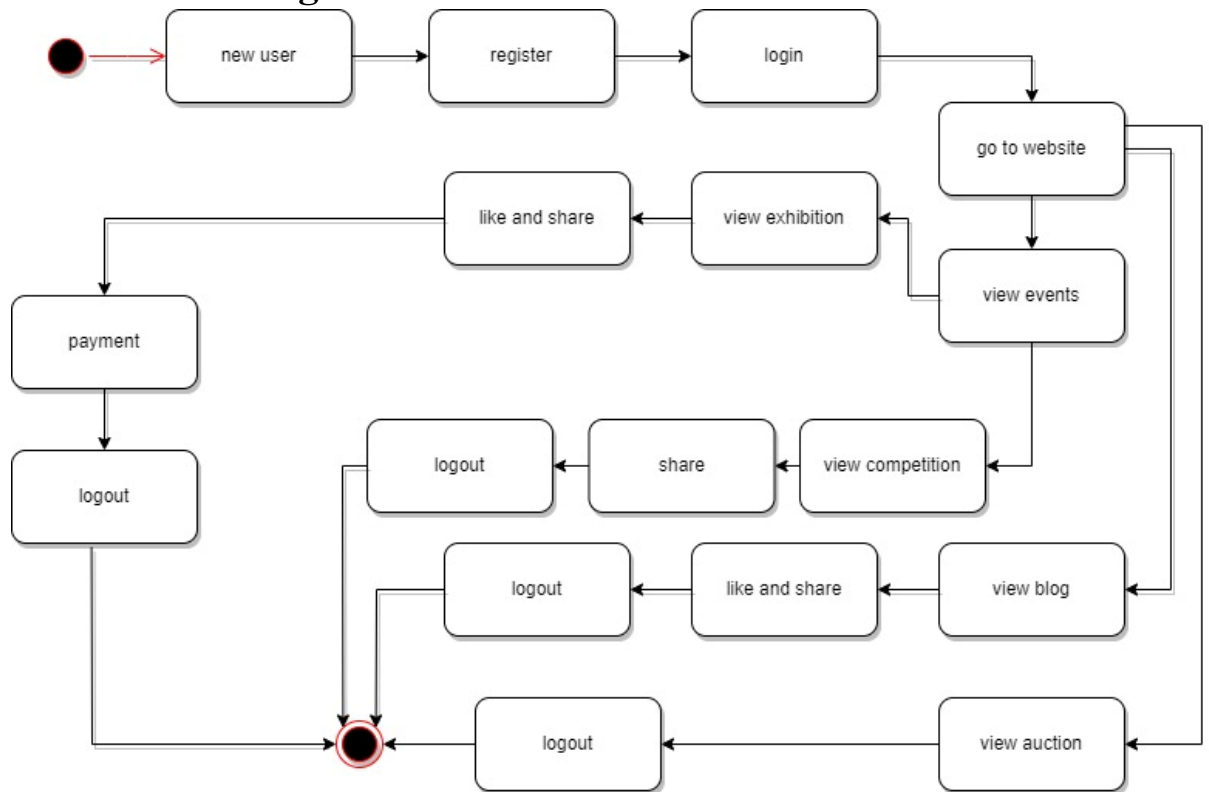 new user
register
login
go to website
like and share
view exhibition
view events
payment
logout
share
view competition
logout
logout
like and share
view blog
logout
view auction